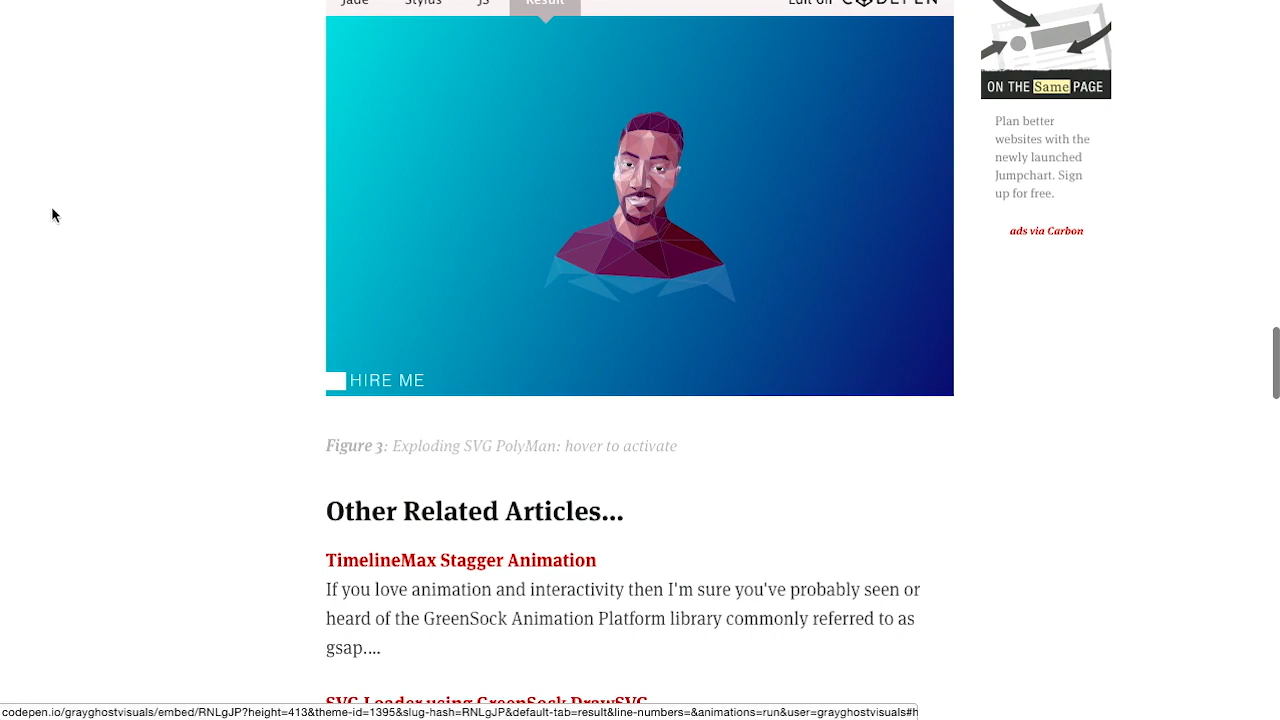 Jade Stylus JS Result Edit on CODEPEN
ON THE Same PAGE
Plan better
websites with the
newly launched
Jumpchart. Sign
up for free.
ads via Carbon
HIRE ME
Figure 3: Exploding SVG PolyMan: hover to activate
Other Related Articles...
TimelineMax Stagger Animation
If you love animation and interactivity then I'm sure you've probably seen or
heard of the GreenSock Animation Platform library commonly referred to as
gsap....
SVG Loader using GreenSock DrawSVG
codepen.io/grayghostvisuals/embed/RNLgJP?height=413&theme-id=1395&slug-hash=RNLgJP&default-tab=result&line-numbers=&animations=run&user=grayghostvisuals#h